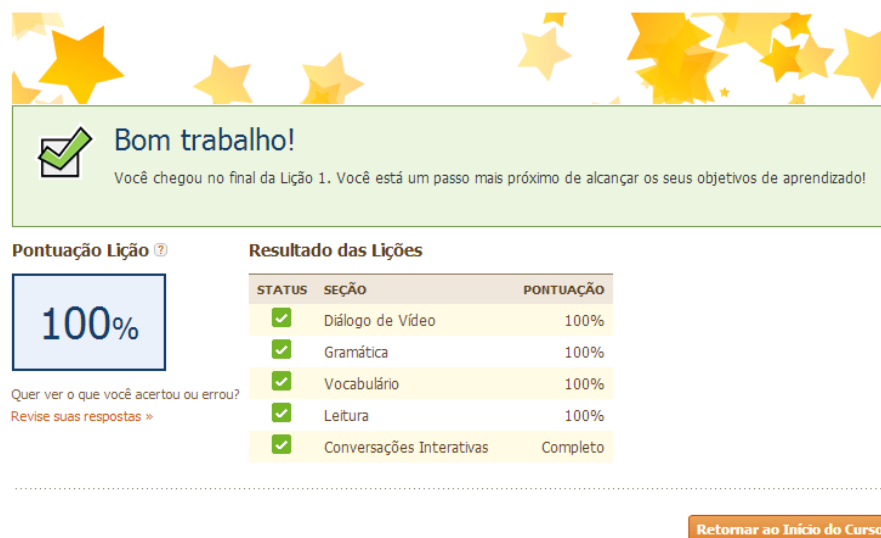 Bom trabalho!
Você chegou no final da Lição 1. Você está um passo mais próximo de alcançar os seus objetivos de aprendizado!
Pontuação Lição ?
100%
Quer ver o que você acertou ou errou?
Revise suas respostas »
Resultado das Lições
STATUS SEÇÃO PONTUAÇÃO
Diálogo de Vídeo 100%
Gramática 100%
Vocabulário 100%
Leitura 100%
Conversações Interativas Completo
Retornar ao Início do Curso